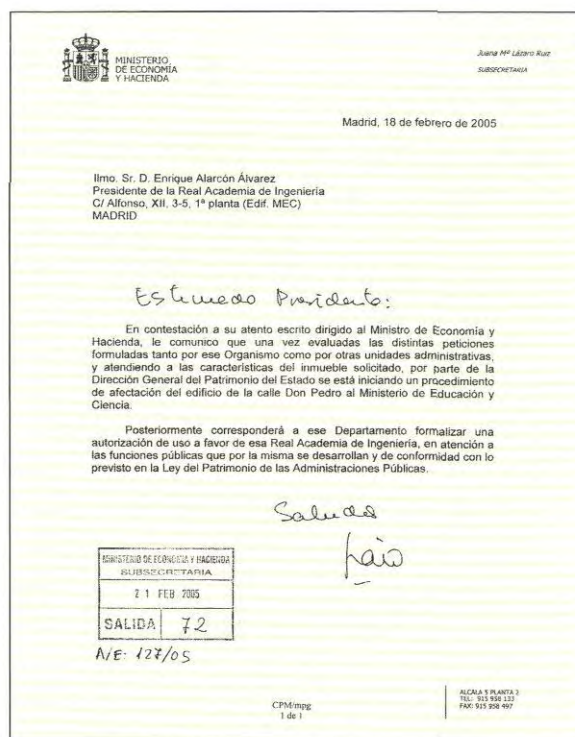 MINISTERIO
DE ECONOMÍA
Y HACIENDA
Juana Mª Lázaro Ruiz
SUBSECRETARIA
Madrid, 18 de febrero de 2005
Ilmo. Sr. D. Enrique Alarcón Álvarez
Presidente de la Real Academia de Ingeniería
C/ Alfonso, XII, 3-5, 1ª planta (Edif. MEC)
MADRID
Estimado Presidente:
En contestación a su atento escrito dirigido al Ministro de Economía y
Hacienda, le comunico que una vez evaluadas las distintas peticiones
formuladas tanto por ese Organismo como por otras unidades administrativas,
y atendiendo a las características del inmueble solicitado, por parte de la
Dirección General del Patrimonio del Estado se está iniciando un procedimiento
de afectación del edificio de la calle Don Pedro al Ministerio de Educación y
Ciencia.
Posteriormente corresponderá a ese Departamento formalizar una
autorización de uso a favor de esa Real Academia de Ingeniería, en atención a
las funciones públicas que por la misma se desarrollan y de conformidad con lo
previsto en la Ley del Patrimonio de las Administraciones Públicas.
Saludos
MINISTERIO DE ECONOMIA Y HACIENDA
SUBSECRETARIA
21 FEB 2005
SALIDA 72
A/E: 127/05
CPM/mpg
1 de 1
ALCALA 9 PLANTA 2
TEL: 915 958 133
FAX: 915 958 497